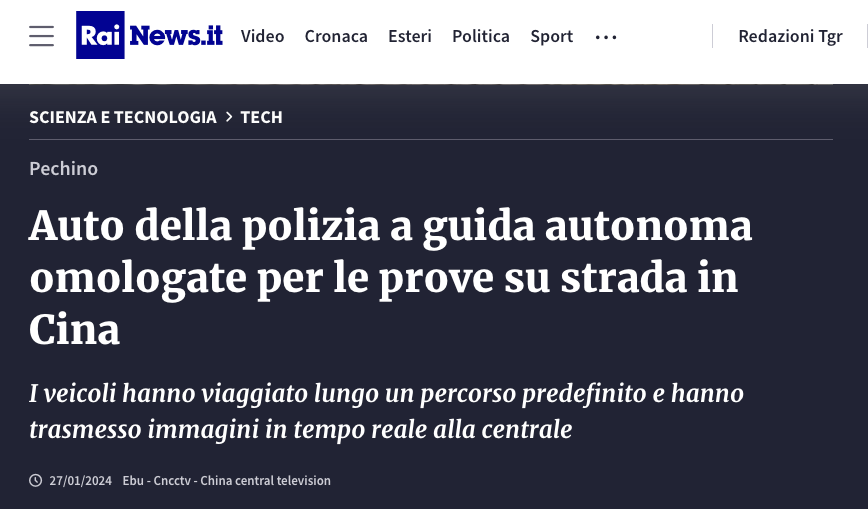 Rai News.it Video Cronaca Esteri Politica Sport ... Redazioni Tgr
SCIENZA E TECNOLOGIA > TECH
Pechino
Auto della polizia a guida autonoma
omologate per le prove su strada in
Cina
I veicoli hanno viaggiato lungo un percorso predefinito e hanno
trasmesso immagini in tempo reale alla centrale
27/01/2024 Ebu - Cncctv - China central television